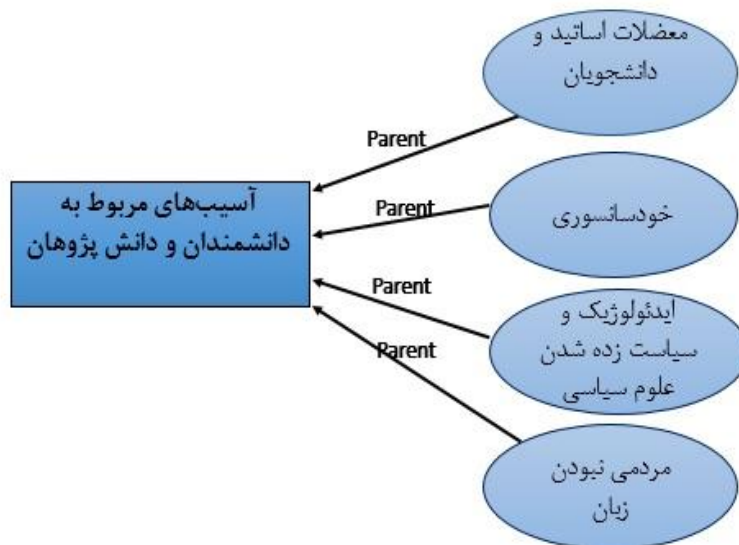 معضلات اساتید و
دانشجویان
Parent
آسیب‌های مربوط به
دانشمندان و دانش پژوهان
Parent
خودسانسوری
Parent
ایدئولوژیک و
سیاست زده شدن
علوم سیاسی
Parent
مردمی نبودن
زبان